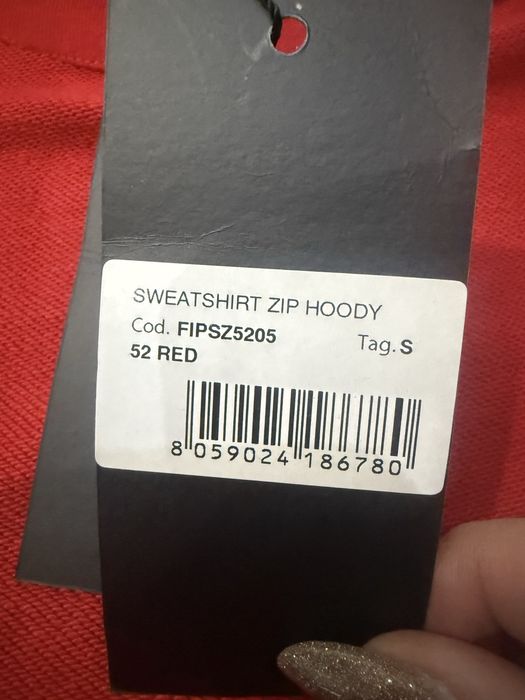 SWEATSHIRT ZIP HOODY
Cod. FIPSZ5205 Tag. S
52 RED
8 059024 186780